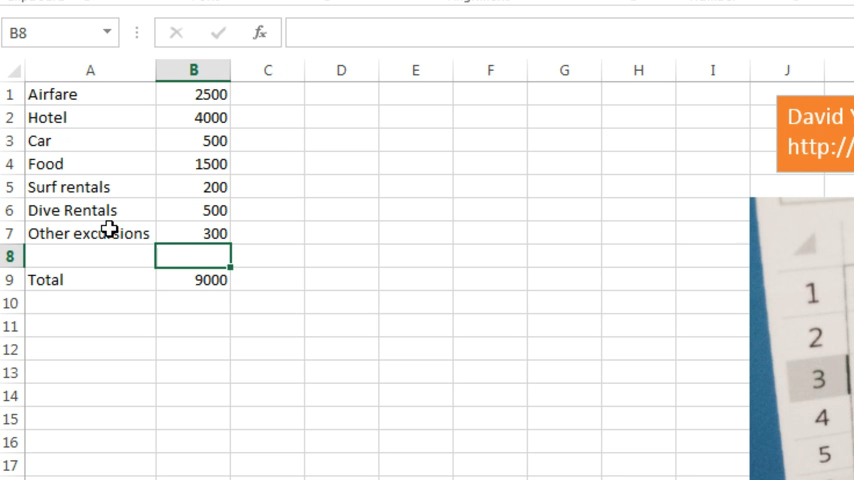 B8
fx
A B C D E F G H I J
1 Airfare 2500
2 Hotel 4000
3 Car 500
4 Food 1500
5 Surf rentals 200
6 Dive Rentals 500
7 Other excursions 300
8
9 Total 9000
10
11
12
13
14
15
16
17
David
http://
1
2
3
4
5